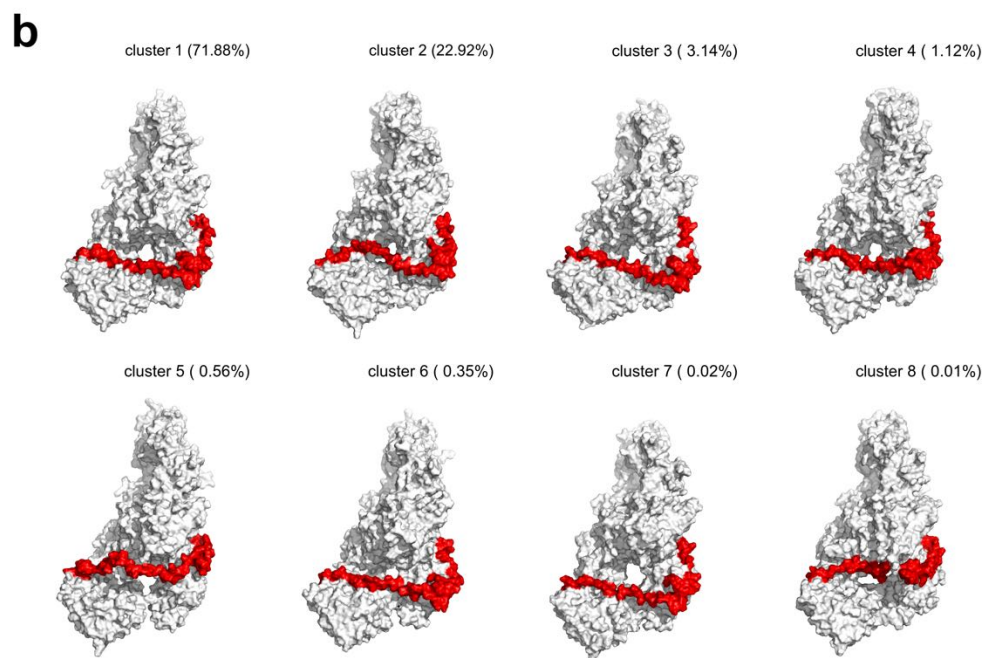 b
cluster 1 (71.88%)
cluster 2 (22.92%)
cluster 3 ( 3.14%)
cluster 4 ( 1.12%)
cluster 5 ( 0.56%)
cluster 6 ( 0.35%)
cluster 7 ( 0.02%)
cluster 8 ( 0.01%)